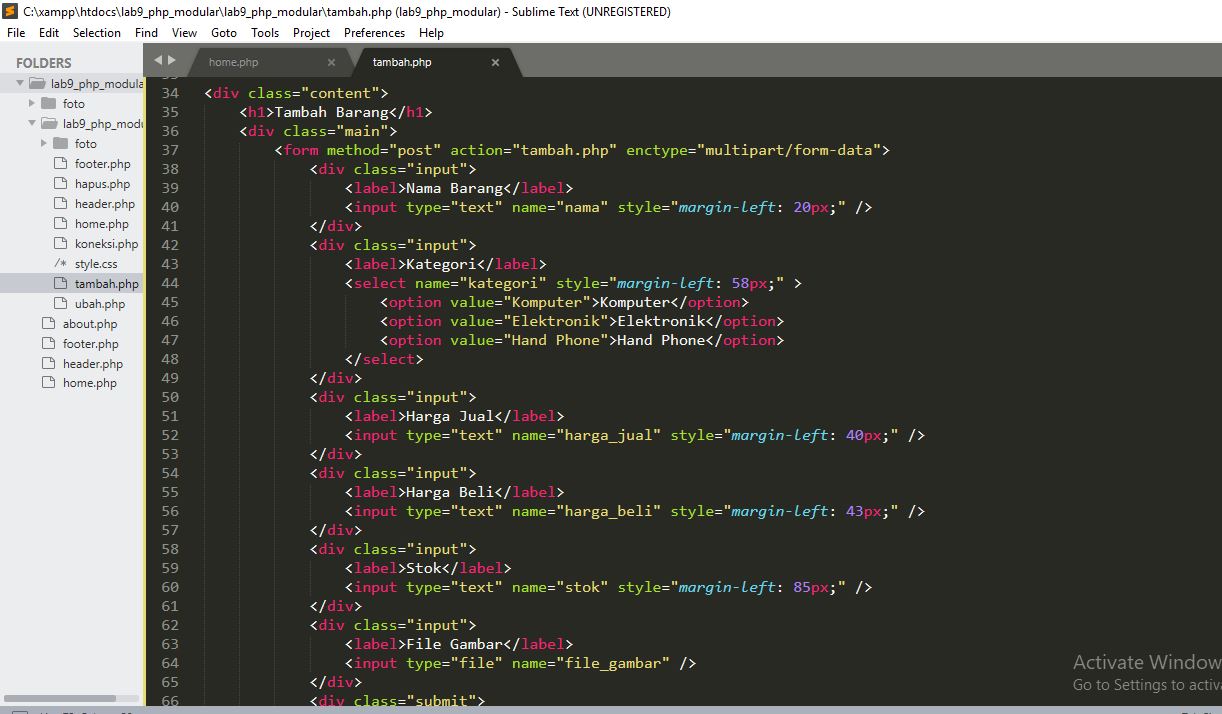 C:\xampp\htdocs\lab9_php_modular\lab9_php_modular\tambah.php (lab9_php_modular) - Sublime Text (UNREGISTERED)
File Edit Selection Find View Goto Tools Project Preferences Help
FOLDERS
lab9_php_modula
foto
lab9_php_modu
foto
footer.php
hapus.php
header.php
home.php
koneksi.php
/* style.css
tambah.php
ubah.php
about.php
footer.php
header.php
home.php
home.php × tambah.php ×
34 <div class="content">
35 <h1>Tambah Barang</h1>
36 <div class="main">
37 <form method="post" action="tambah.php" enctype="multipart/form-data">
38 <div class="input">
39 <label>Nama Barang</label>
40 <input type="text" name="nama" style="margin-left: 20px;" />
41 </div>
42 <div class="input">
43 <label>Kategori</label>
44 <select name="kategori" style="margin-left: 58px;" >
45 <option value="Komputer">Komputer</option>
46 <option value="Elektronik">Elektronik</option>
47 <option value="Hand Phone">Hand Phone</option>
48 </select>
49 </div>
50 <div class="input">
51 <label>Harga Jual</label>
52 <input type="text" name="harga_jual" style="margin-left: 40px;" />
53 </div>
54 <div class="input">
55 <label>Harga Beli</label>
56 <input type="text" name="harga_beli" style="margin-left: 43px;" />
57 </div>
58 <div class="input">
59 <label>Stok</label>
60 <input type="text" name="stok" style="margin-left: 85px;" />
61 </div>
62 <div class="input">
63 <label>File Gambar</label>
64 <input type="file" name="file_gambar" />
65 </div>
66 <div class="submit">
Activate Window
Go to Settings to activa